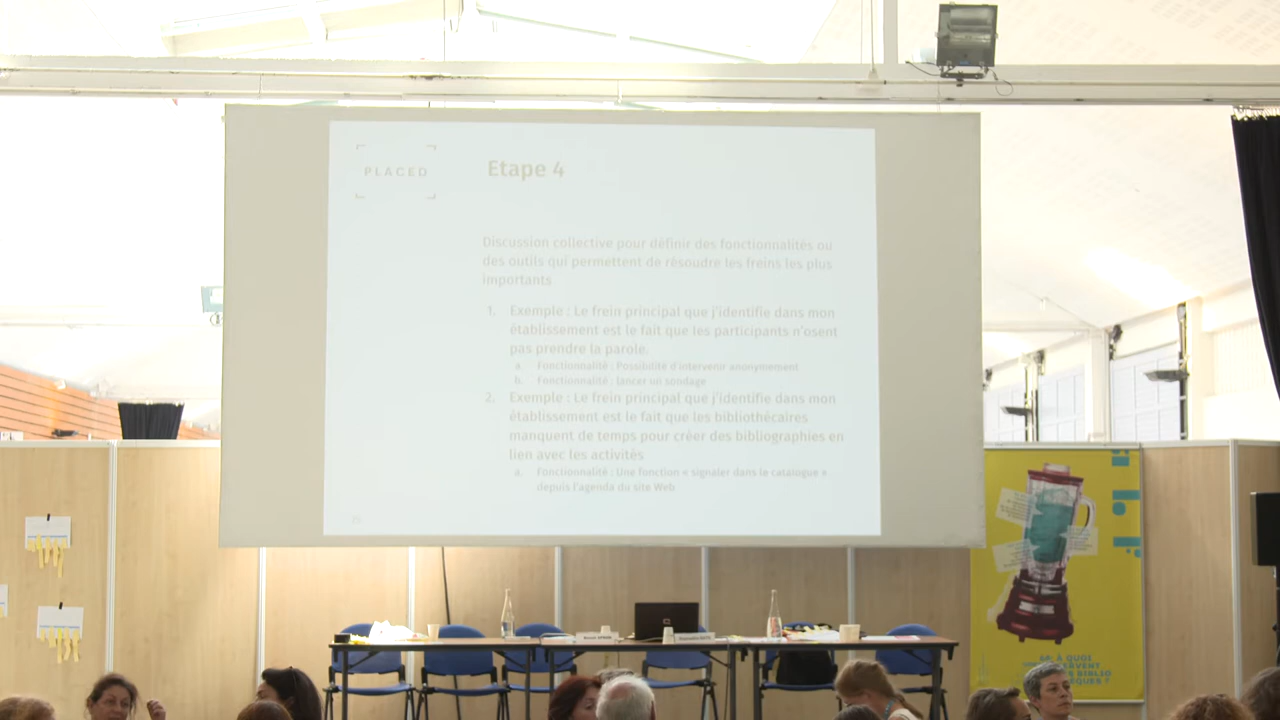 PLACED
Etape 4
Discussion collective pour définir des fonctionnalités ou
des outils qui permettent de résoudre les freins les plus
importants
1. Exemple : Le frein principal que j'identifie dans mon
établissement est le fait que les participants n'osent
pas prendre la parole.
a. Fonctionnalité : Possibilité d'intervenir anonymement
b. Fonctionnalité : lancer un sondage
2. Exemple : Le frein principal que j'identifie dans mon
établissement est le fait que les bibliothécaires
manquent de temps pour créer des bibliographies en
lien avec les activités
a. Fonctionnalité : Une fonction « signaler dans le catalogue »
depuis l'agenda du site Web
À QUOI